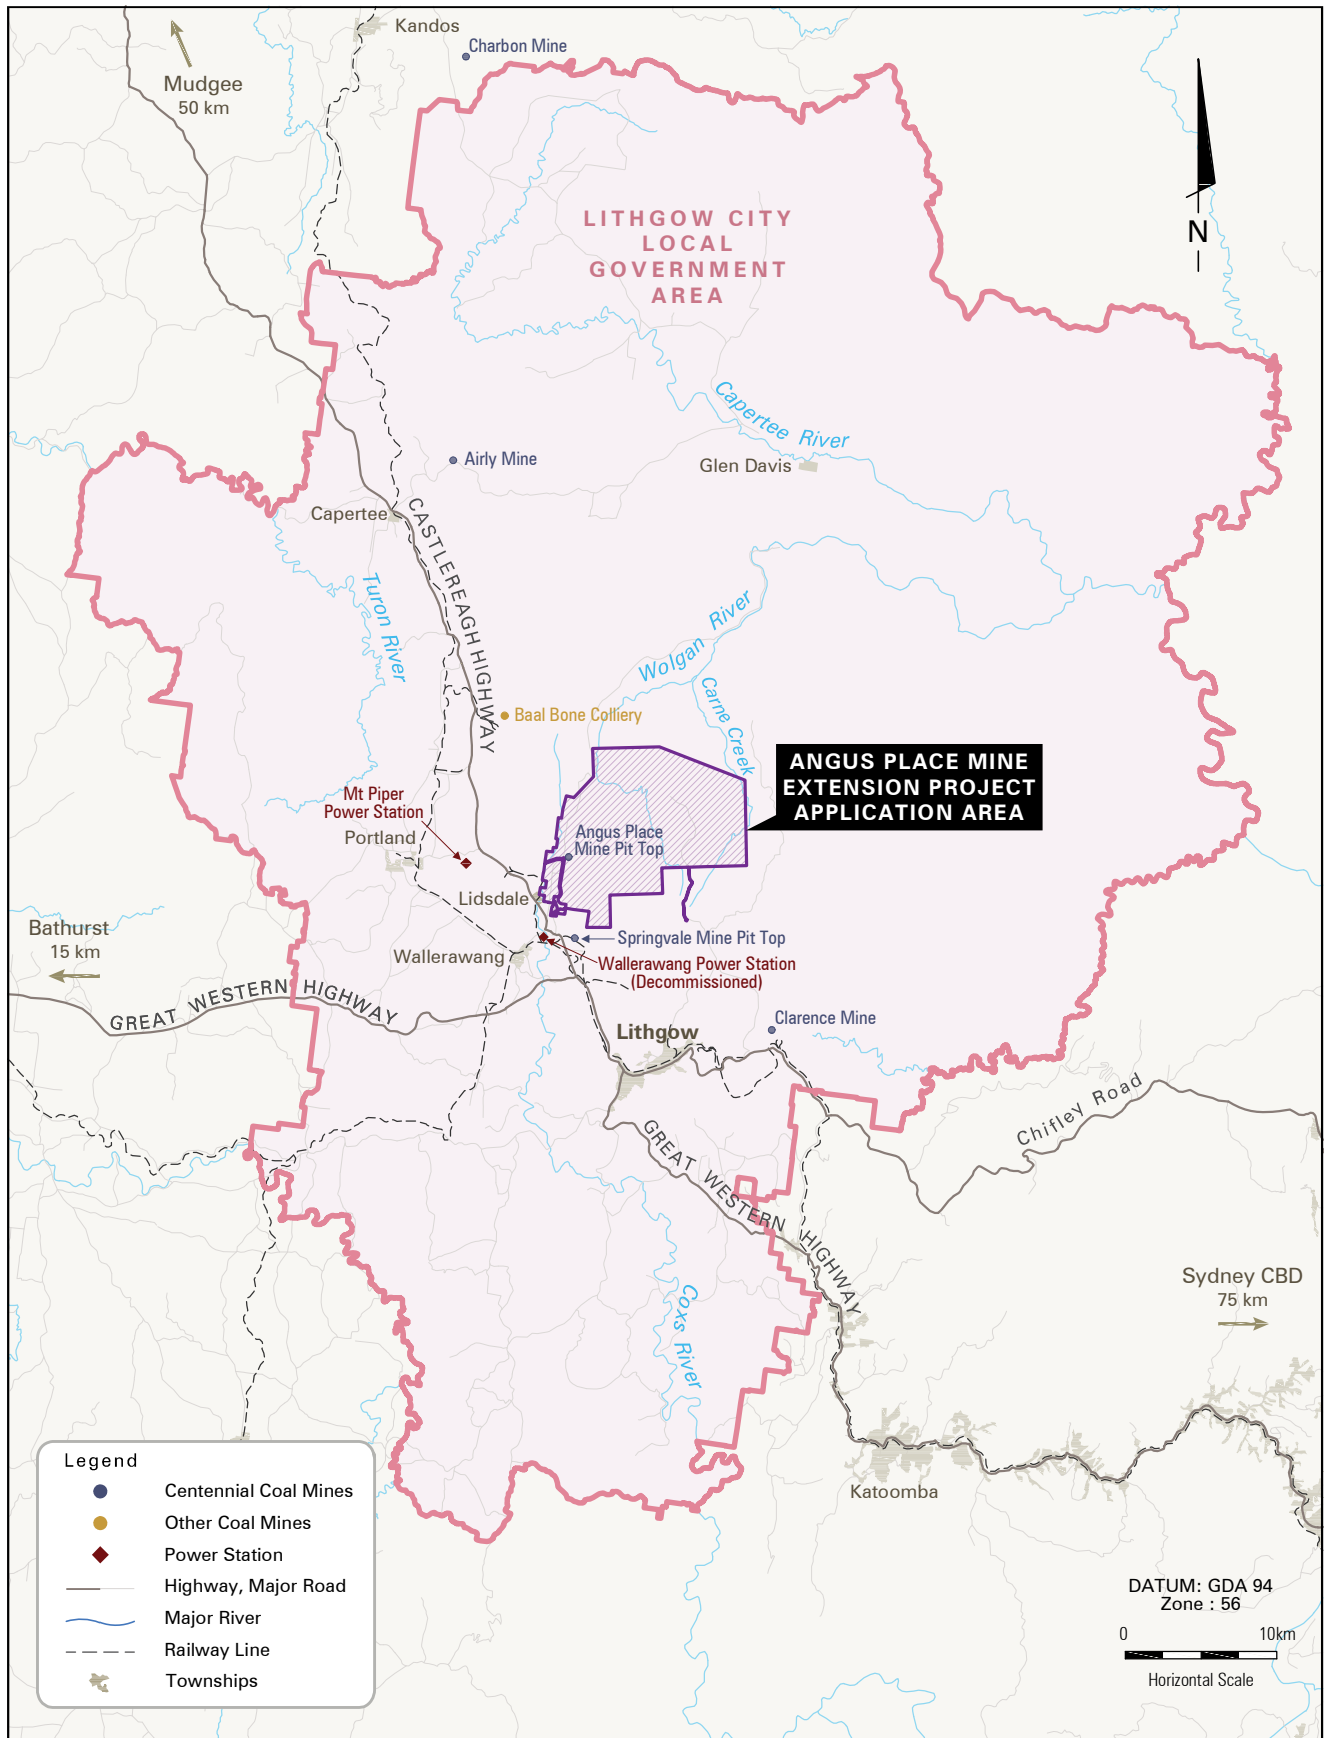 Kandos
Charbon Mine
Mudgee
50 km
LITHGOW CITY
LOCAL
GOVERNMENT
AREA
N
Capertee River
Airly Mine
Glen Davis
Capertee
CASTLEREAGH HIGHWAY
Turon River
Wolgan River
Carne Creek
Baal Bone Colliery
ANGUS PLACE MINE
EXTENSION PROJECT
APPLICATION AREA
Mt Piper
Power Station
Portland
Angus Place
Mine Pit Top
Lidsdale
Bathurst
15 km
Springvale Mine Pit Top
Wallerawang
Wallerawang Power Station
(Decommissioned)
GREAT WESTERN HIGHWAY
Clarence Mine
Lithgow
Chifley Road
GREAT WESTERN HIGHWAY
Coxs River
Sydney CBD
75 km
Katoomba
Legend
Centennial Coal Mines
Other Coal Mines
Power Station
Highway, Major Road
Major River
Railway Line
Townships
DATUM: GDA 94
Zone : 56
0 10km
Horizontal Scale